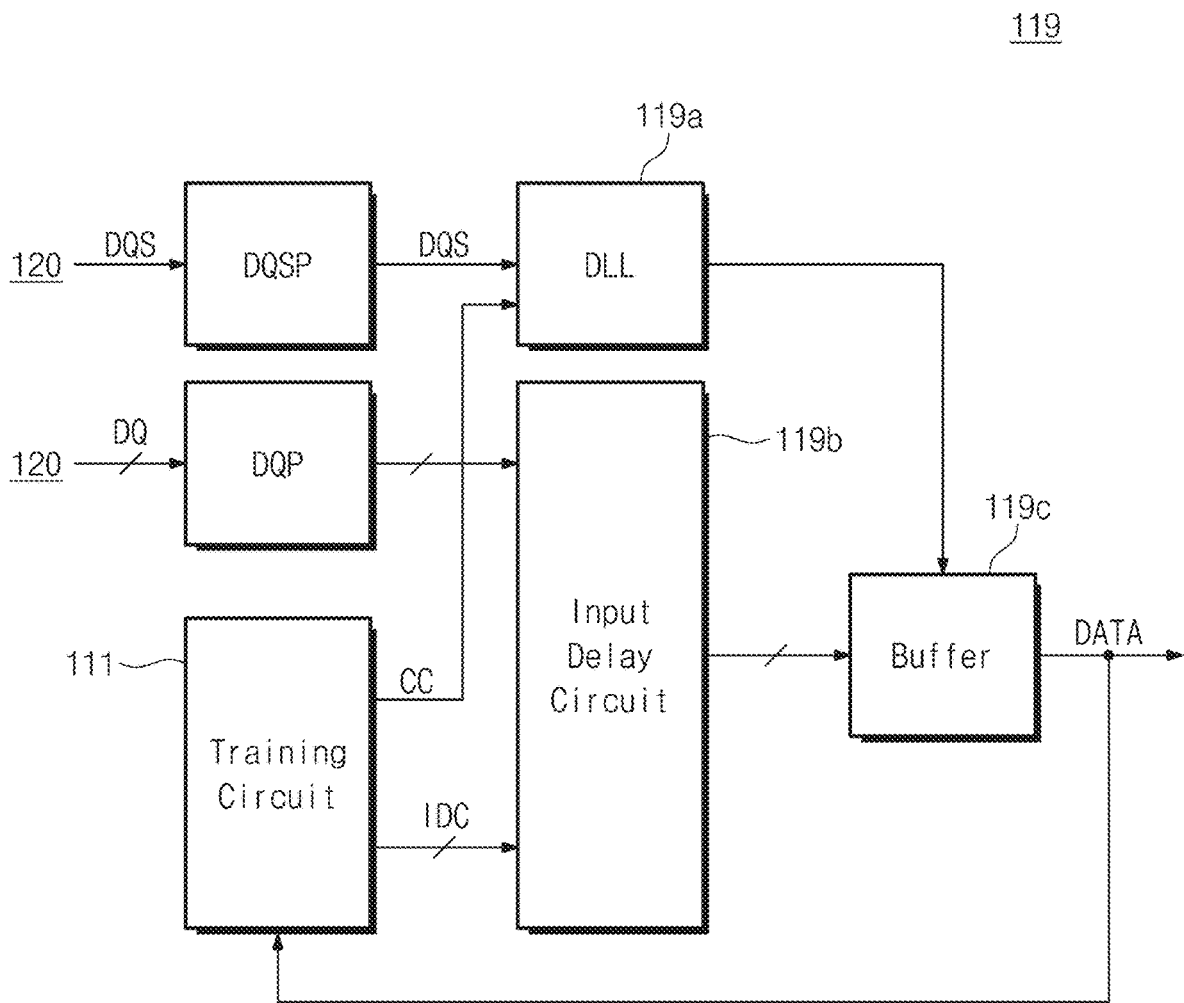 119
119a
DQS
DQS
120
DQSP
DLL
119b
DQ
120
DQP
119c
Input
Delay
Circuit
DATA
Buffer
111
CC
Training
Circuit
IDC